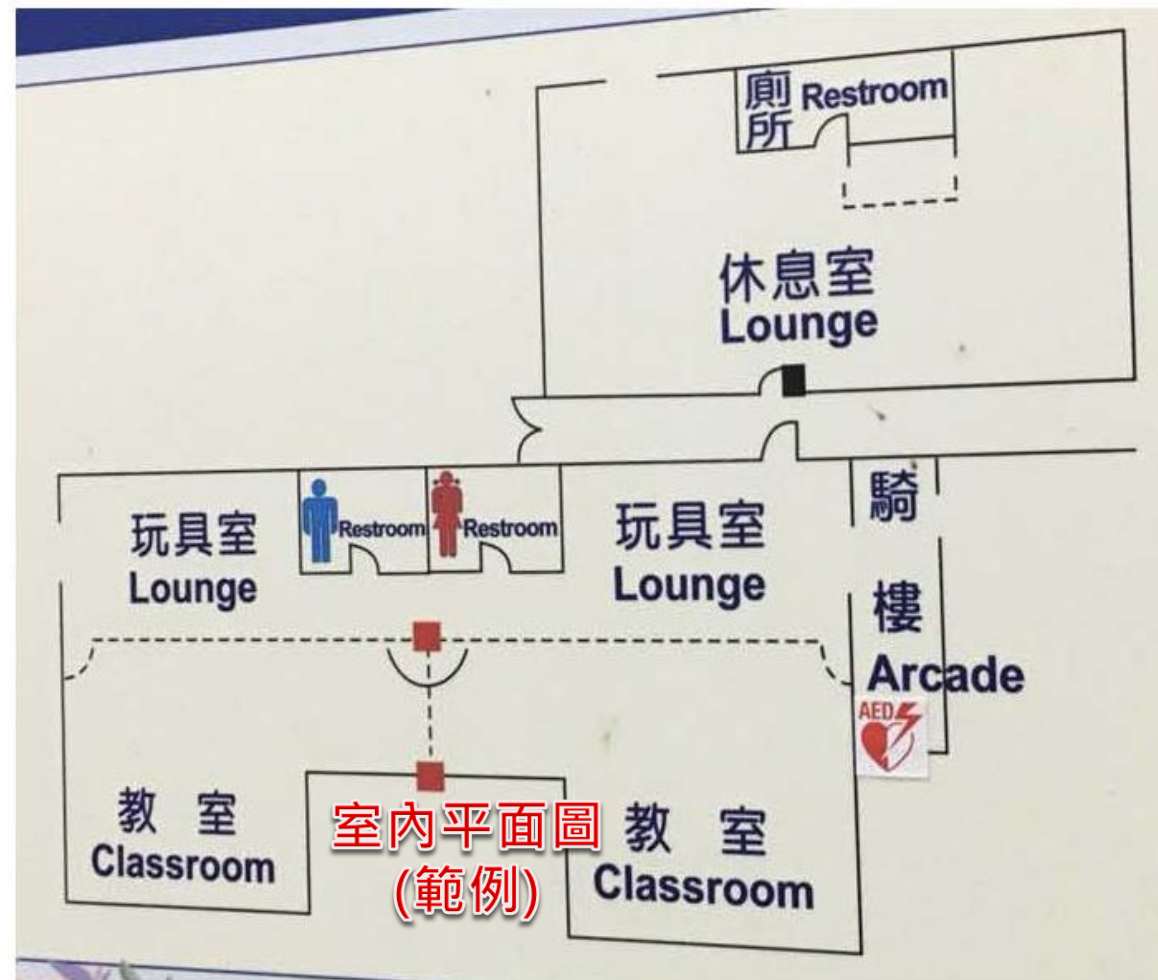 廁所 Restroom
休息室
Lounge
玩具室
Lounge
Restroom
Restroom
玩具室
Lounge
騎樓
Arcade
AED
教室
Classroom
室內平面圖
(範例)
教室
Classroom